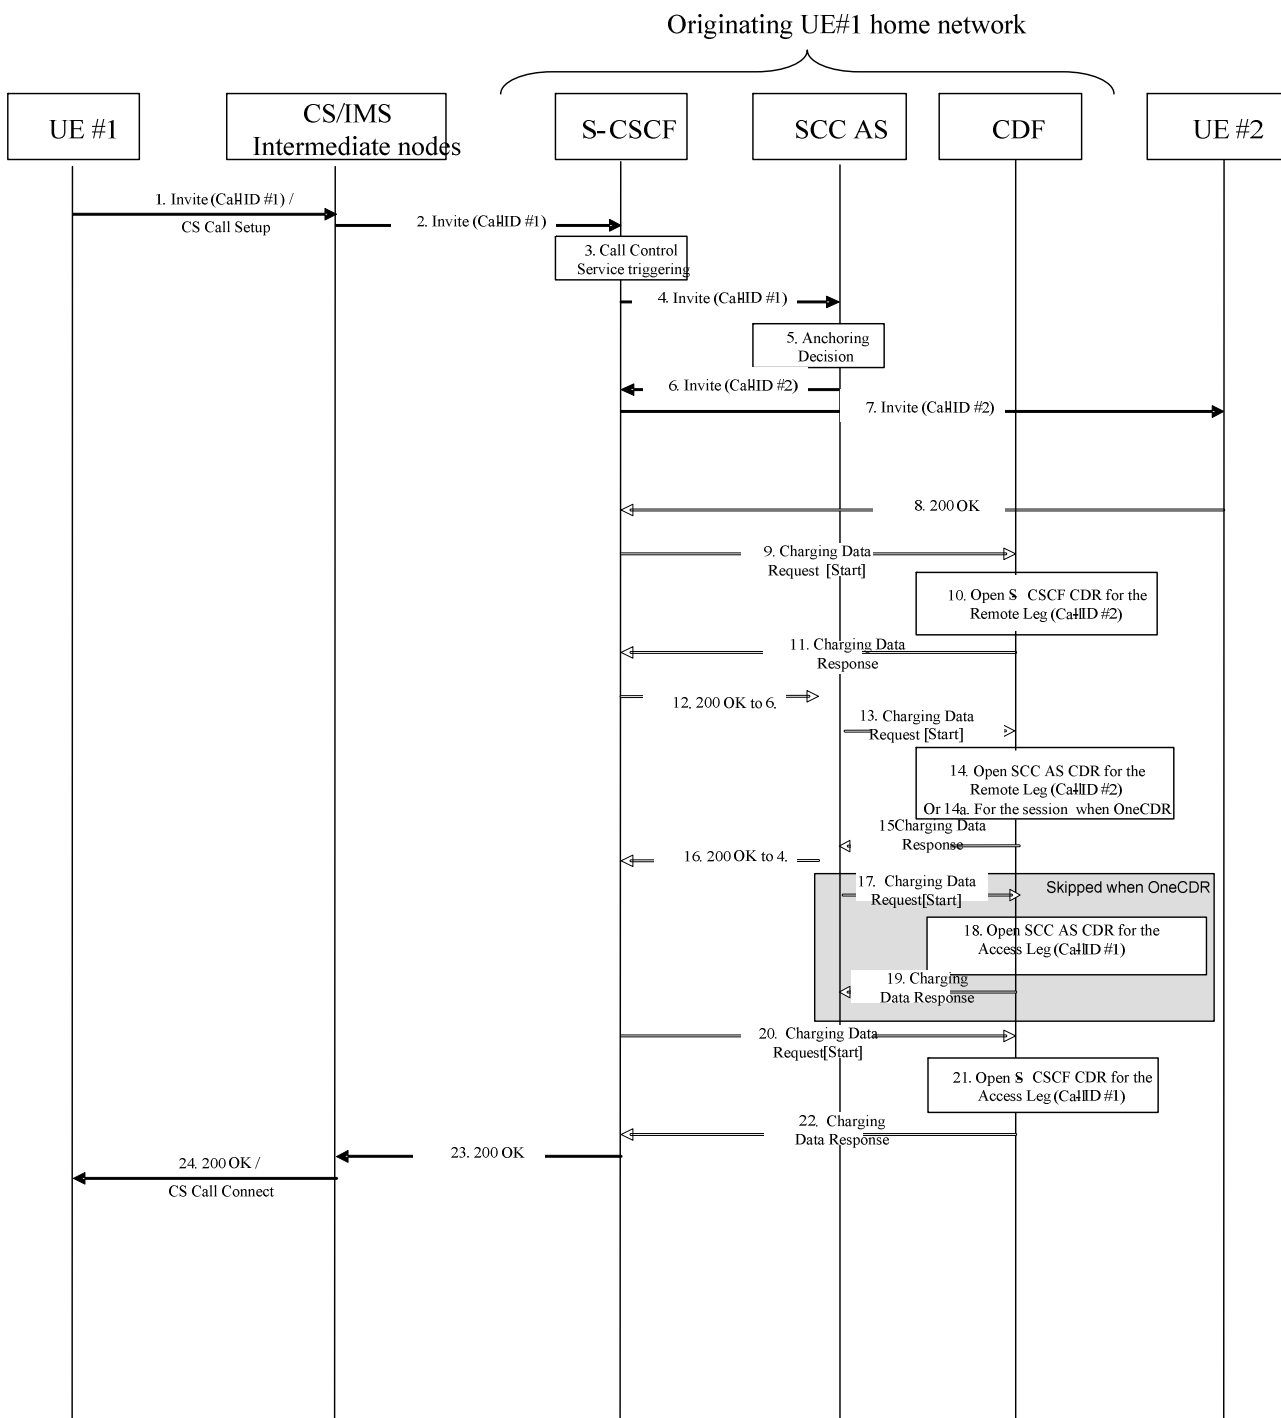 Originating UE#1 home network
UE #1
CS/IMS
Intermediate nodes
S-CSCF
SCC AS
CDF
UE #2
1. Invite (Call-ID #1) /
CS Call Setup
2. Invite (Call-ID #1)
3. Call Control
Service triggering
4. Invite (Call-ID #1)
5. Anchoring
Decision
6. Invite (Call-ID #2)
7. Invite (Call-ID #2)
8. 200 OK
9. Charging Data
Request [Start]
10. Open S-CSCF CDR for the
Remote Leg (Call-ID #2)
11. Charging Data
Response
12. 200 OK to 6.
13. Charging Data
Request [Start]
14. Open SCC AS CDR for the
Remote Leg (Call-ID #2)
Or 14a. For the session when OneCDR
15Charging Data
Response
16. 200 OK to 4.
17. Charging Data
Request[Start]
Skipped when OneCDR
18. Open SCC AS CDR for the
Access Leg (Call-ID #1)
19. Charging
Data Response
20. Charging Data
Request[Start]
21. Open S-CSCF CDR for the
Access Leg (Call-ID #1)
22. Charging
Data Response
23. 200 OK
24. 200 OK /
CS Call Connect